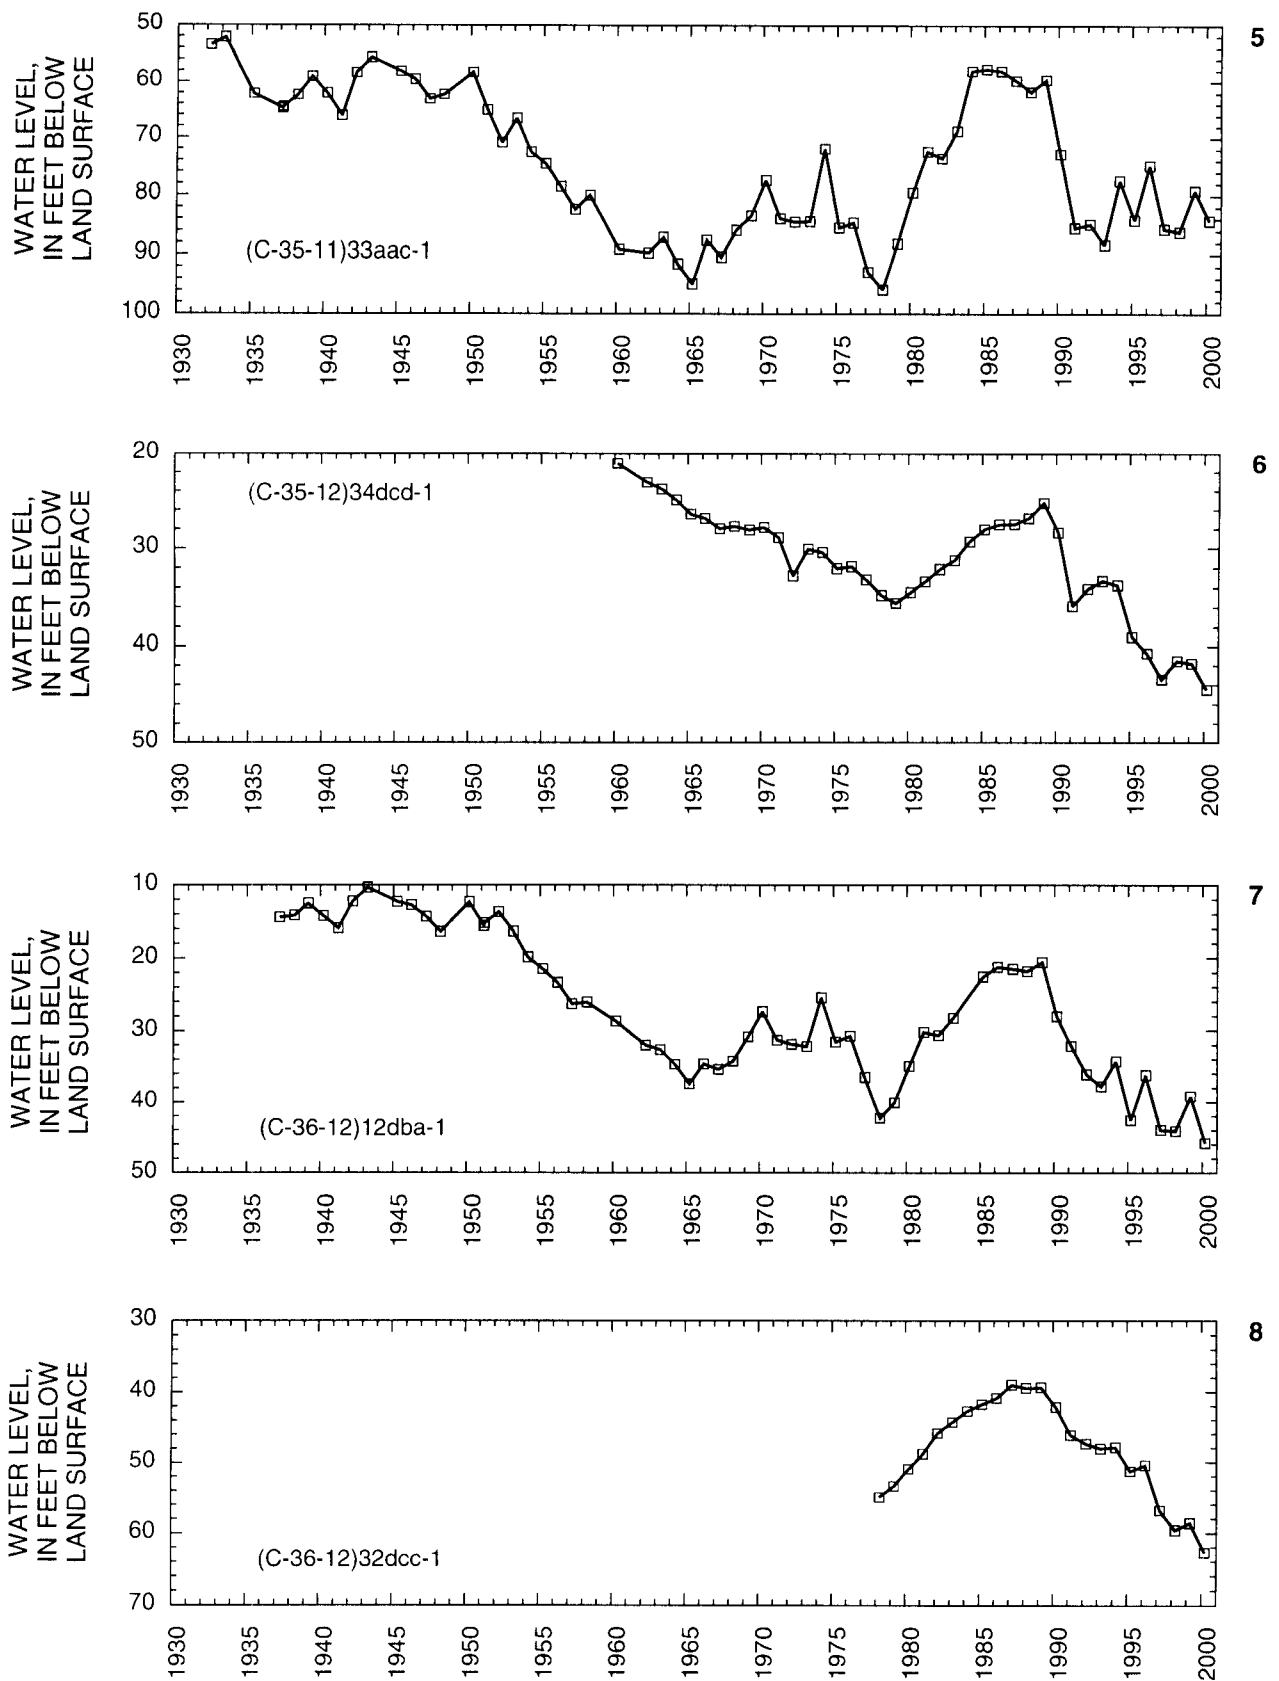 5
WATER LEVEL,
IN FEET BELOW
LAND SURFACE
50
60
70
80
90
100
(C-35-11)33aac-1
1930 1935 1940 1945 1950 1955 1960 1965 1970 1975 1980 1985 1990 1995 2000
6
WATER LEVEL,
IN FEET BELOW
LAND SURFACE
20
30
40
50
(C-35-12)34dcd-1
1930 1935 1940 1945 1950 1955 1960 1965 1970 1975 1980 1985 1990 1995 2000
7
WATER LEVEL,
IN FEET BELOW
LAND SURFACE
10
20
30
40
50
(C-36-12)12dba-1
1930 1935 1940 1945 1950 1955 1960 1965 1970 1975 1980 1985 1990 1995 2000
8
WATER LEVEL,
IN FEET BELOW
LAND SURFACE
30
40
50
60
70
(C-36-12)32dcc-1
1930 1935 1940 1945 1950 1955 1960 1965 1970 1975 1980 1985 1990 1995 2000